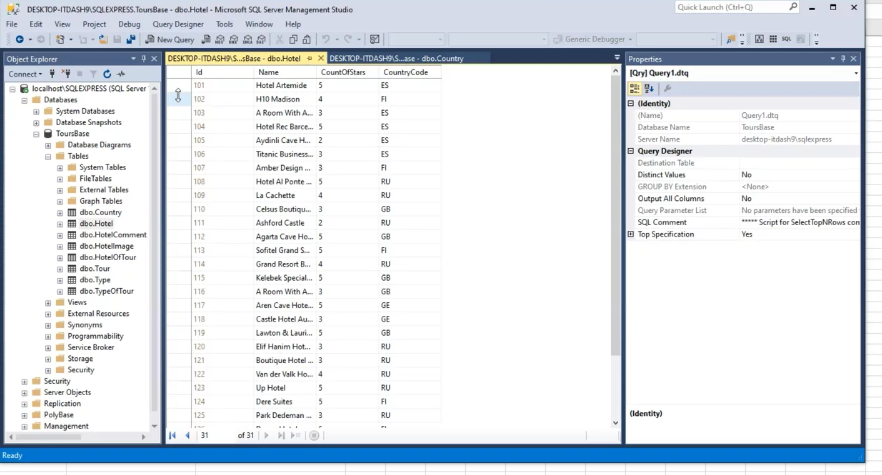 DESKTOP-ITDASH9\SQLEXPRESS.ToursBase - dbo.Hotel - Microsoft SQL Server Management Studio
Quick Launch (Ctrl+Q)
File Edit View Project Debug Query Designer Tools Window Help
New Query
Generic Debugger
Object Explorer
Connect
localhost\SQLEXPRESS (SQL Server
Databases
System Databases
Database Snapshots
ToursBase
Database Diagrams
Tables
System Tables
FileTables
External Tables
Graph Tables
dbo.Country
dbo.Hotel
dbo.HotelComment
dbo.HotelImage
dbo.HotelOfTour
dbo.Tour
dbo.Type
dbo.TypeOfTour
Views
External Resources
Synonyms
Programmability
Service Broker
Storage
Security
Security
Server Objects
Replication
PolyBase
Management
DESKTOP-ITDASH9\S...sBase - dbo.Hotel DESKTOP-ITDASH9\S...ase - dbo.Country
Id Name CountOfStars CountryCode
101 Hotel Artemide 5 ES
102 H10 Madison 4 FI
103 A Room With A... 3 ES
104 Hotel Rec Barce... 5 ES
105 Aydinli Cave H... 2 ES
106 Titanic Business... 3 ES
107 Amber Design ... 3 FI
108 Hotel Al Ponte ... 5 RU
109 La Cachette 4 RU
110 Celsus Boutiqu... 3 GB
111 Ashford Castle 2 RU
112 Agarta Cave Ho... 5 GB
113 Sofitel Grand S... 5 FI
114 Grand Resort B... 4 RU
115 Kelebek Special... 5 GB
116 A Room With A... 3 GB
117 Aren Cave Hote... 3 GE
118 Castle Hotel Au... 3 GE
119 Lawton & Lauri... 5 GB
120 Elif Hanim Hot... 3 RU
121 Boutique Hotel ... 3 RU
122 Van der Valk Ho... 4 RU
123 Up Hotel 5 RU
124 Dere Suites 5 FI
125 Park Dedeman ... 3 RU
31 of 31
Properties
[Qry] Query1.dtq
(Identity)
(Name) Query1.dtq
Database Name ToursBase
Server Name desktop-itdash9\sqlexpress
Query Designer
Destination Table
Distinct Values No
GROUP BY Extension <None>
Output All Columns No
Query Parameter List No parameters have been specified
SQL Comment ***** Script for SelectTopNRows con
Top Specification Yes
(Identity)
Ready